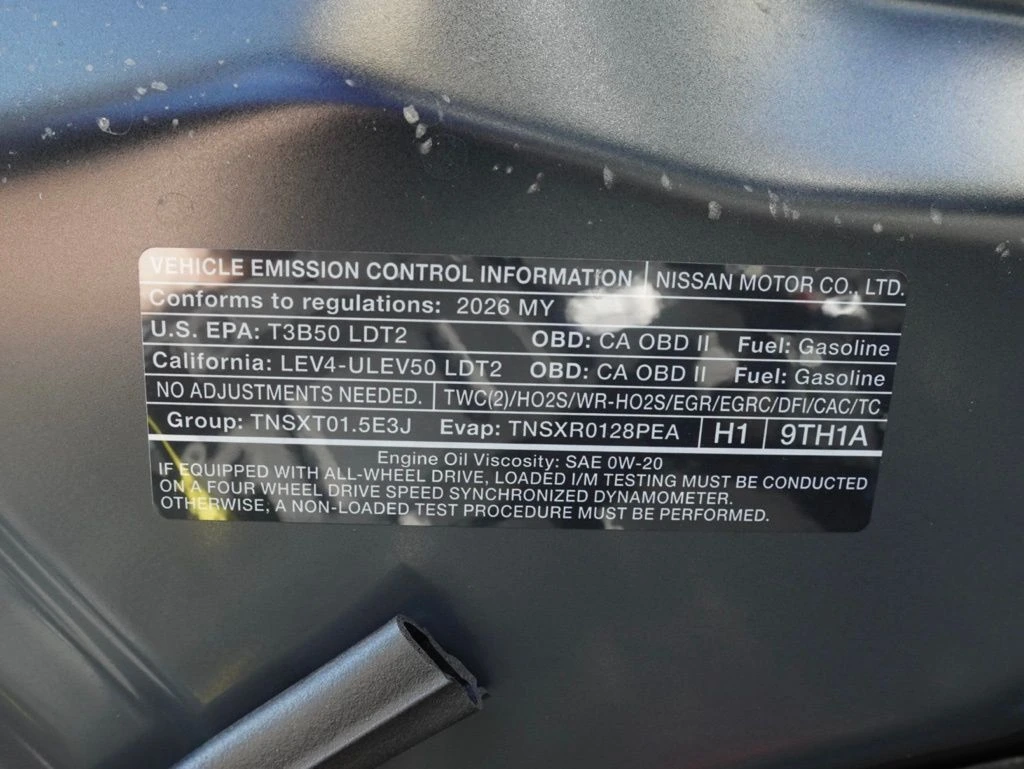 VEHICLE EMISSION CONTROL INFORMATION NISSAN MOTOR CO., LTD.
Conforms to regulations: 2026 MY
U.S. EPA: T3B50 LDT2 OBD: CA OBD II Fuel: Gasoline
California: LEV4-ULEV50 LDT2 OBD: CA OBD II Fuel: Gasoline
NO ADJUSTMENTS NEEDED. TWC(2)/HO2S/WR-HO2S/EGR/EGRC/DFI/CAC/TC
Group: TNSXT01.5E3J Evap: TNSXR0128PEA H1 9TH1A
Engine Oil Viscosity: SAE 0W-20
IF EQUIPPED WITH ALL-WHEEL DRIVE, LOADED I/M TESTING MUST BE CONDUCTED
ON A FOUR WHEEL DRIVE SPEED SYNCHRONIZED DYNAMOMETER.
OTHERWISE, A NON-LOADED TEST PROCEDURE MUST BE PERFORMED.